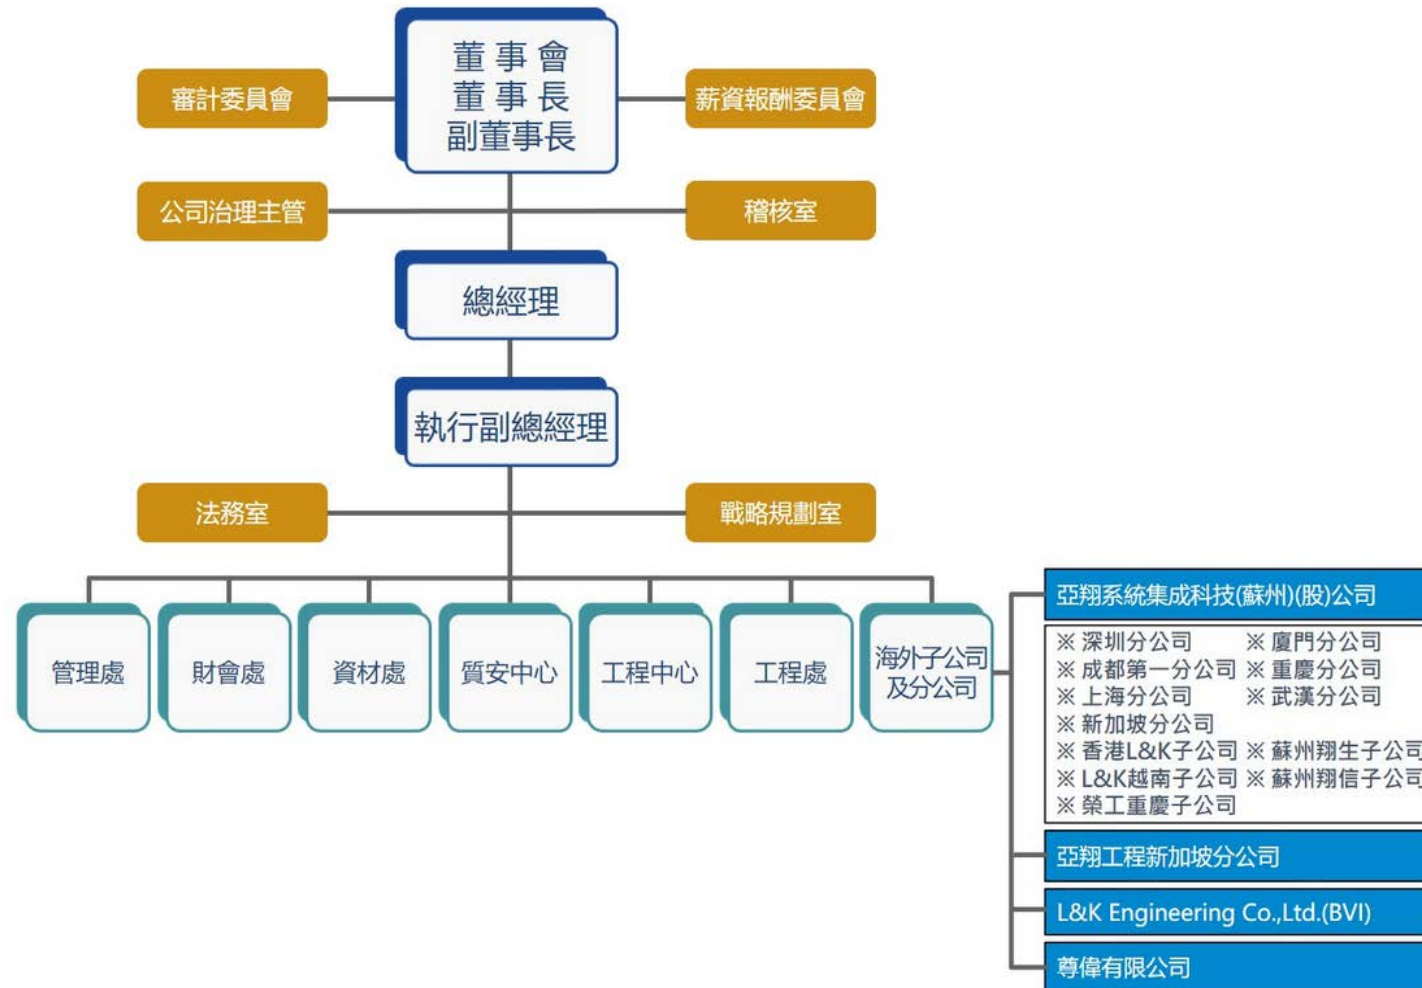 董事會
董事長
副董事長
審計委員會
薪資報酬委員會
公司治理主管
稽核室
總經理
執行副總經理
法務室
戰略規劃室
管理處
財會處
資材處
質安中心
工程中心
工程處
海外子公司
及分公司
亞翔系統集成科技(蘇州)(股)公司
※ 深圳分公司 ※ 廈門分公司
※ 成都第一分公司 ※ 重慶分公司
※ 上海分公司 ※ 武漢分公司
※ 新加坡分公司
※ 香港L&K子公司 ※ 蘇州翔生子公司
※ L&K越南子公司 ※ 蘇州翔信子公司
※ 榮工重慶子公司
亞翔工程新加坡分公司
L&K Engineering Co.,Ltd.(BVI)
尊偉有限公司